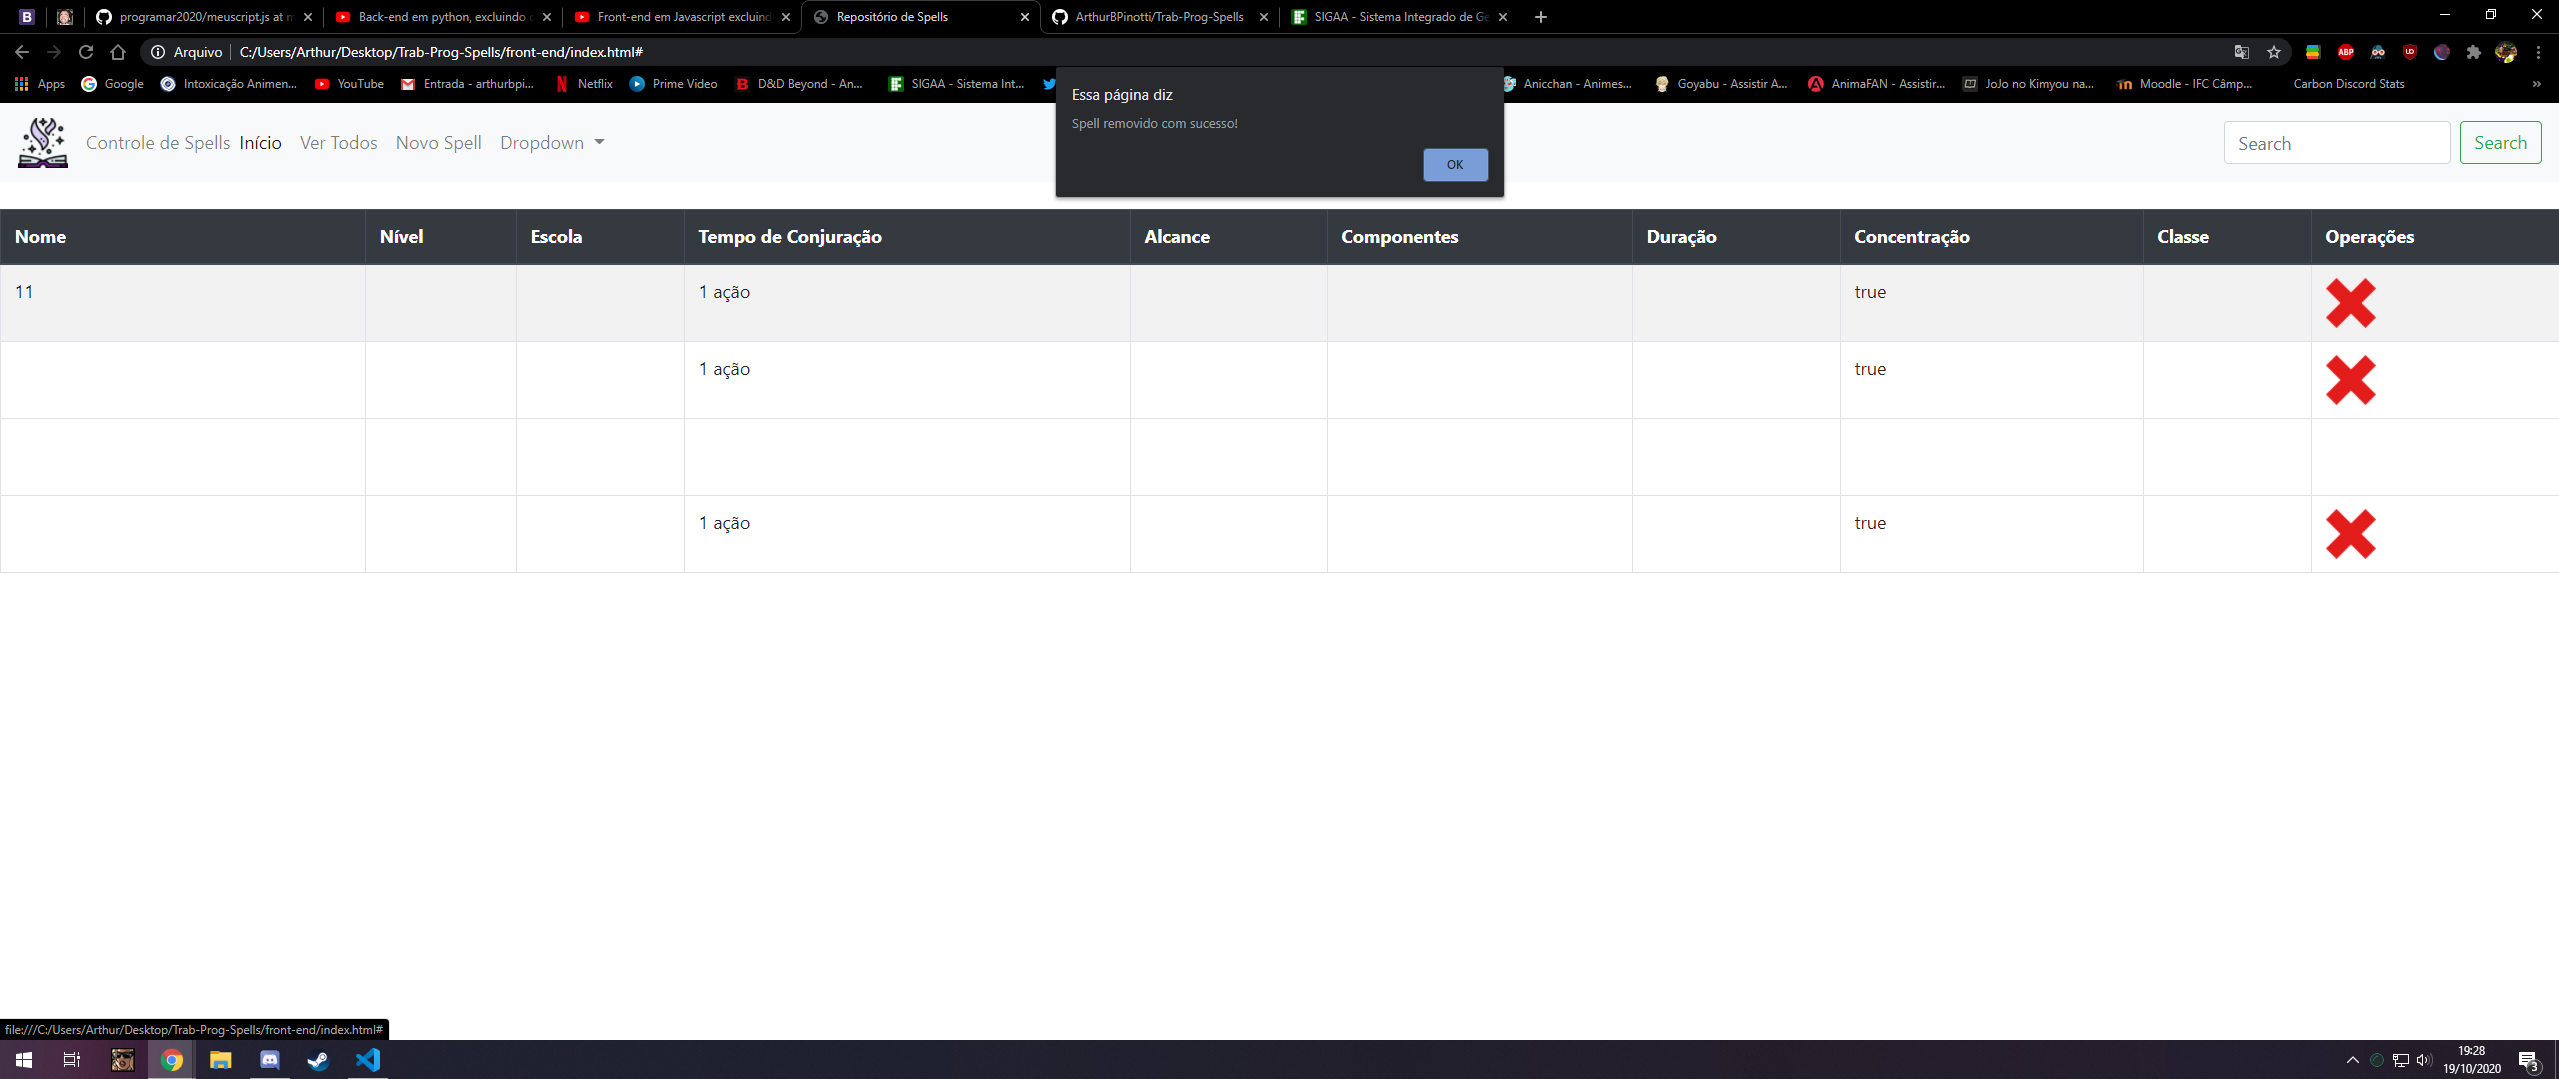 programar2020/meuscript.js at m
Back-end em python, excluindo
Front-end em Javascript excluind
Repositório de Spells
ArthurBPinotti/Trab-Prog-Spells
SIGAA - Sistema Integrado de Ge
Arquivo
C:/Users/Arthur/Desktop/Trab-Prog-Spells/front-end/index.html#
Apps
Google
Intoxicação Animen...
YouTube
Entrada - arthurbpi...
Netflix
Prime Video
D&D Beyond - An...
SIGAA - Sistema Int...
Anicchan - Animes...
Goyabu - Assistir A...
AnimaFAN - Assistir...
JoJo no Kimyou na...
Moodle - IFC Câmp...
Carbon Discord Stats
Essa página diz
Spell removido com sucesso!
OK
Controle de Spells Início Ver Todos Novo Spell Dropdown
Search Search
Nome Nível Escola Tempo de Conjuração Alcance Componentes Duração Concentração Classe Operações
11 1 ação true
1 ação true
1 ação true
file:///C:/Users/Arthur/Desktop/Trab-Prog-Spells/front-end/index.html#
19:28
19/10/2020
3